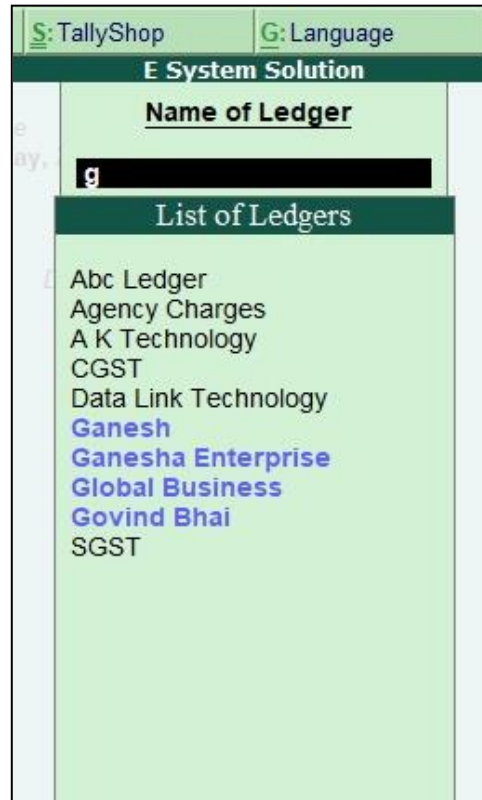 S: TallyShop
G: Language
E System Solution
Name of Ledger
g
List of Ledgers
Abc Ledger
Agency Charges
A K Technology
CGST
Data Link Technology
Ganesh
Ganesha Enterprise
Global Business
Govind Bhai
SGST